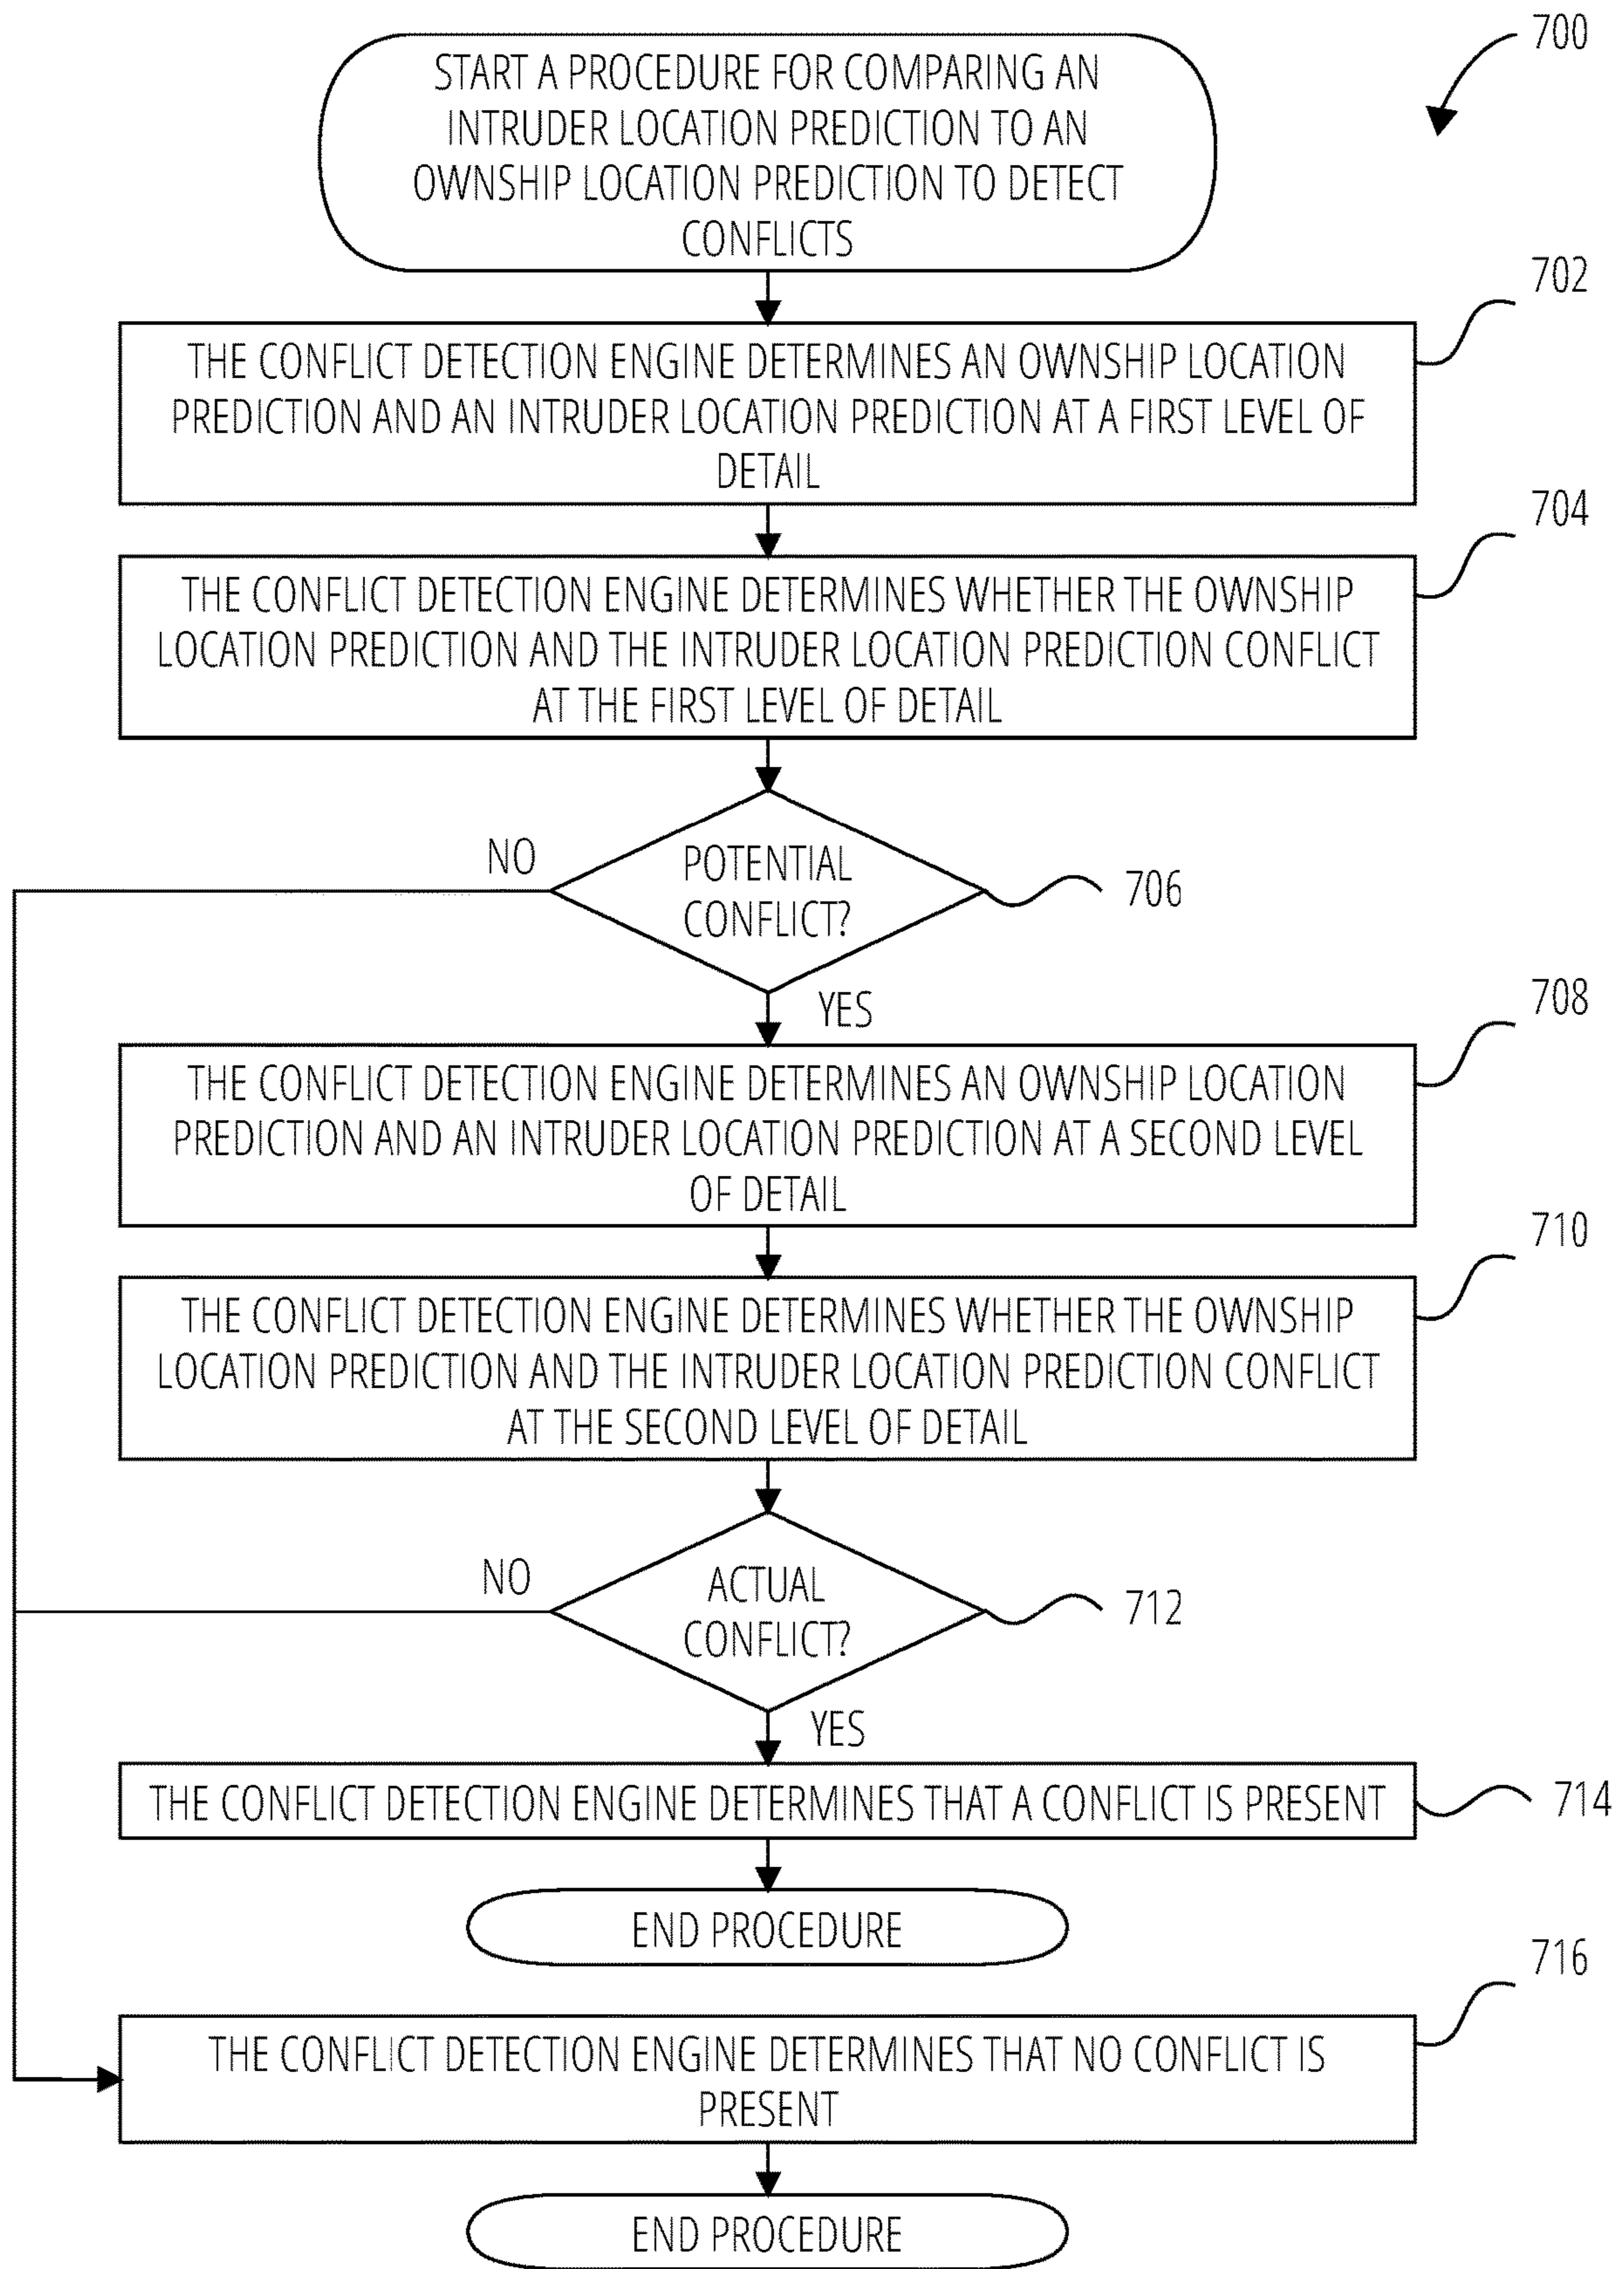 700
START A PROCEDURE FOR COMPARING AN
INTRUDER LOCATION PREDICTION TO AN
OWNSHIP LOCATION PREDICTION TO DETECT
CONFLICTS
702
THE CONFLICT DETECTION ENGINE DETERMINES AN OWNSHIP LOCATION
PREDICTION AND AN INTRUDER LOCATION PREDICTION AT A FIRST LEVEL OF
DETAIL
704
THE CONFLICT DETECTION ENGINE DETERMINES WHETHER THE OWNSHIP
LOCATION PREDICTION AND THE INTRUDER LOCATION PREDICTION CONFLICT
AT THE FIRST LEVEL OF DETAIL
NO
POTENTIAL
CONFLICT?
706
YES
708
THE CONFLICT DETECTION ENGINE DETERMINES AN OWNSHIP LOCATION
PREDICTION AND AN INTRUDER LOCATION PREDICTION AT A SECOND LEVEL
OF DETAIL
710
THE CONFLICT DETECTION ENGINE DETERMINES WHETHER THE OWNSHIP
LOCATION PREDICTION AND THE INTRUDER LOCATION PREDICTION CONFLICT
AT THE SECOND LEVEL OF DETAIL
NO
ACTUAL
CONFLICT?
712
YES
THE CONFLICT DETECTION ENGINE DETERMINES THAT A CONFLICT IS PRESENT
714
END PROCEDURE
716
THE CONFLICT DETECTION ENGINE DETERMINES THAT NO CONFLICT IS
PRESENT
END PROCEDURE